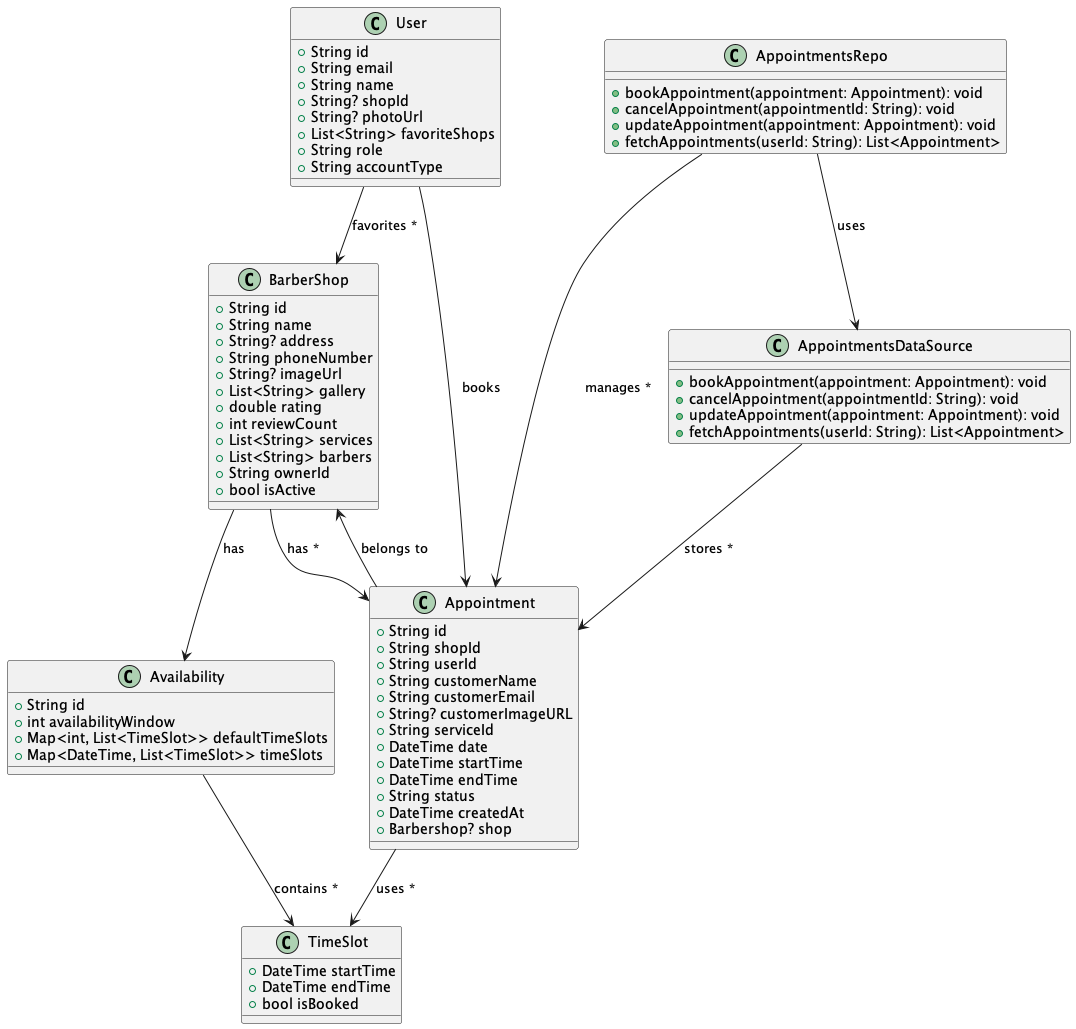 C User
String id
String email
String name
String? shopId
String? photoUrl
List<String> favoriteShops
String role
String accountType
C AppointmentsRepo
bookAppointment(appointment: Appointment): void
cancelAppointment(appointmentId: String): void
updateAppointment(appointment: Appointment): void
fetchAppointments(userId: String): List<Appointment>
favorites *
uses
C BarberShop
String id
String name
String? address
String phoneNumber
String? imageUrl
List<String> gallery
double rating
int reviewCount
List<String> services
List<String> barbers
String ownerId
bool isActive
books
manages *
C AppointmentsDataSource
bookAppointment(appointment: Appointment): void
cancelAppointment(appointmentId: String): void
updateAppointment(appointment: Appointment): void
fetchAppointments(userId: String): List<Appointment>
has
has *
belongs to
stores *
C Availability
String id
int availabilityWindow
Map<int, List<TimeSlot>> defaultTimeSlots
Map<DateTime, List<TimeSlot>> timeSlots
C Appointment
String id
String shopId
String userId
String customerName
String customerEmail
String? customerImageURL
String serviceId
DateTime date
DateTime startTime
DateTime endTime
String status
DateTime createdAt
Barbershop? shop
contains *
uses *
C TimeSlot
DateTime startTime
DateTime endTime
bool isBooked